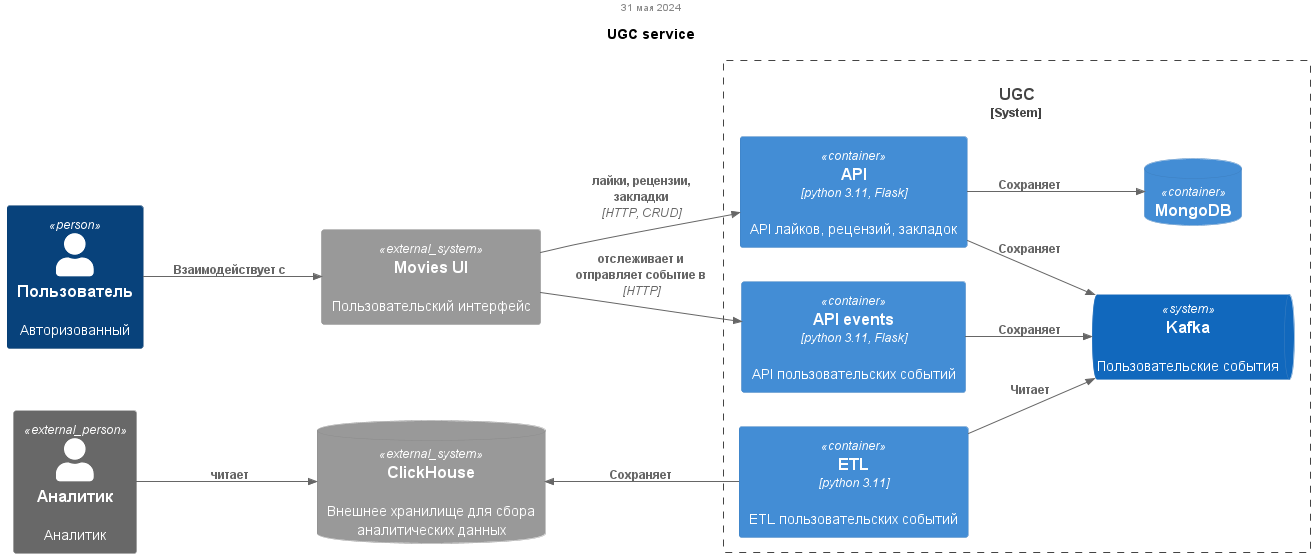 31 мая 2024
UGC service
UGC
[System]
«container»
API
[python 3.11, Flask]
API лайков, рецензий, закладок
Сохраняет
«container»
MongoDB
лайки, рецензии,
закладки
[HTTP, CRUD]
«person»
Пользователь
Авторизованный
Взаимодействует с
«external_system»
Movies UI
Пользовательский интерфейс
отслеживает и
отправляет событие в
[HTTP]
Сохраняет
«container»
API events
[python 3.11, Flask]
API пользовательских событий
Сохраняет
«system»
Kafka
Пользовательские события
Читает
«external_person»
Аналитик
Аналитик
читает
«external_system»
ClickHouse
Внешнее хранилище для сбора
аналитических данных
Сохраняет
«container»
ETL
[python 3.11]
ETL пользовательских событий